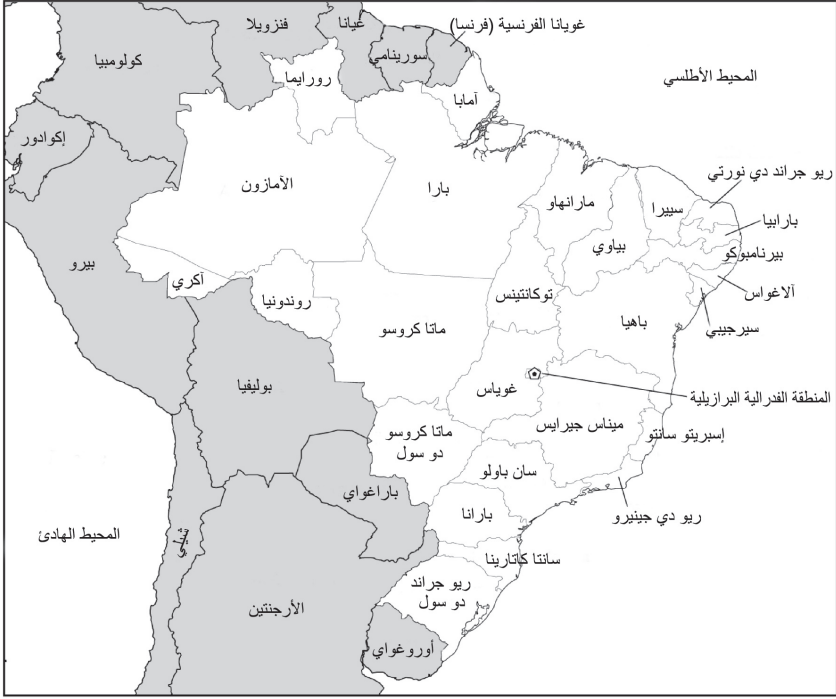 غويانا الفرنسية (فرنسا)
غيانا
فنزويلا
سورينامي
كولومبيا
المحيط الأطلسي
رورايما
آمابا
إكوادور
ريو جراند دي نورتي
الآمازون
بارا
مارانهاو
سييرا
بارابيا
بياوي
بيرنامبوكو
بيرو
آكري
روندونيا
توكانتينس
آلاغواس
سيرجيبي
باهيا
ماتا كروسو
بوليفيا
غوياس
المنطقة الفدرالية البرازيلية
ميناس جيرايس
إسبريتو سانتو
ماتا كروسو
دو سول
سان باولو
باراغواي
بارانا
ريو دي جينيرو
المحيط الهادئ
شيلي
سانتا كاتارينا
ريو جراند
دو سول
الأرجنتين
أوروغواي